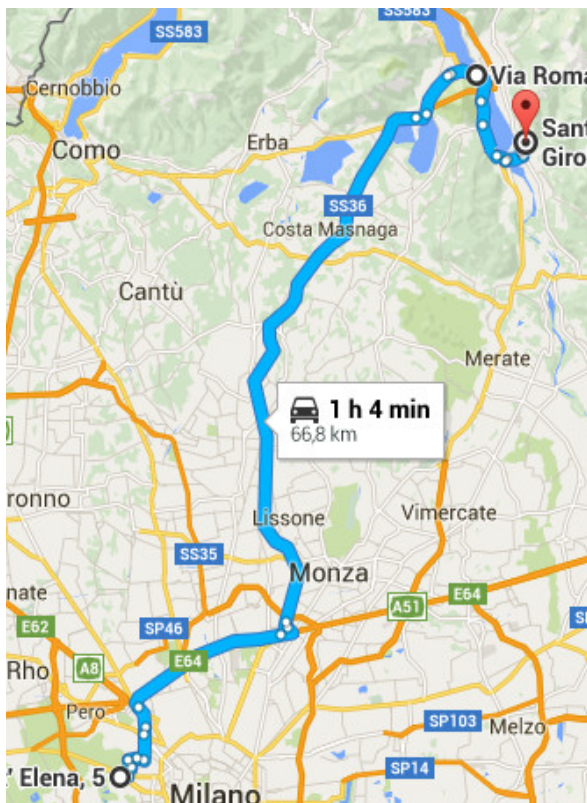 SS583
SS583
Via Roma
Cernobbio
Sant
Giro
Como
Erba
SS36
Costa Masnaga
Cantù
Merate
1 h 4 min
66,8 km
ronno
Lissone
Vimercate
SS35
Monza
nate
A51
E64
E62
SP46
E64
Rho
A8
Pero
SP103
Melzo
' Elena, 5
SP14
Milano